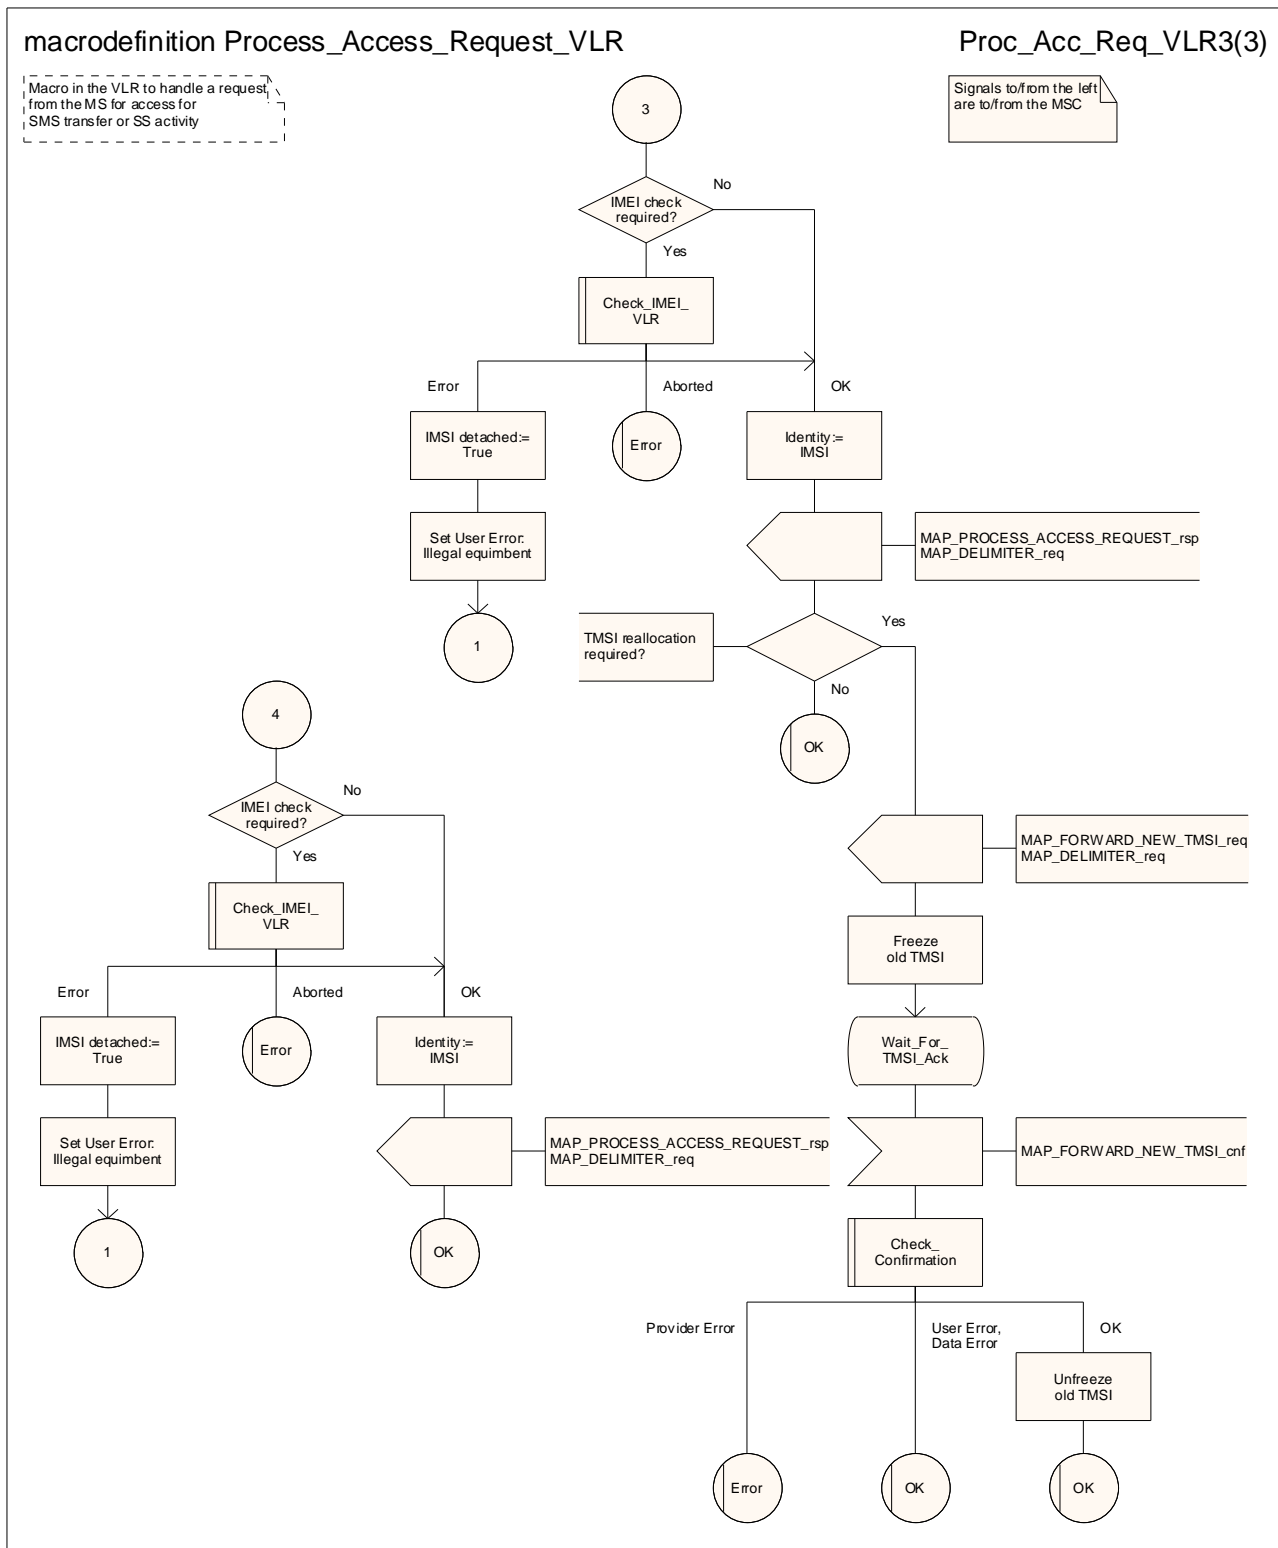 macrodefinition Process_Access_Request_VLR
Proc_Acc_Req_VLR3(3)
Macro in the VLR to handle a request
from the MS for access for
SMS transfer or SS activity
Signals to/from the left
are to/from the MSC
3
IMEI check
required?
No
Yes
Check_IMEI_
VLR
Error
Aborted
OK
IMSI detached:=
True
Error
Identity:=
IMSI
Set User Error:
Illegal equimbent
MAP_PROCESS_ACCESS_REQUEST_rsp
MAP_DELIMITER_req
1
TMSI reallocation
required?
Yes
No
OK
4
IMEI check
required?
No
Yes
Check_IMEI_
VLR
MAP_FORWARD_NEW_TMSI_req
MAP_DELIMITER_req
Freeze
old TMSI
Error
Aborted
OK
IMSI detached:=
True
Error
Identity:=
IMSI
Wait_For_
TMSI_Ack
Set User Error:
Illegal equimbent
MAP_PROCESS_ACCESS_REQUEST_rsp
MAP_DELIMITER_req
MAP_FORWARD_NEW_TMSI_cnf
1
OK
Check_
Confirmation
Provider Error
User Error,
Data Error
OK
Unfreeze
old TMSI
Error
OK
OK